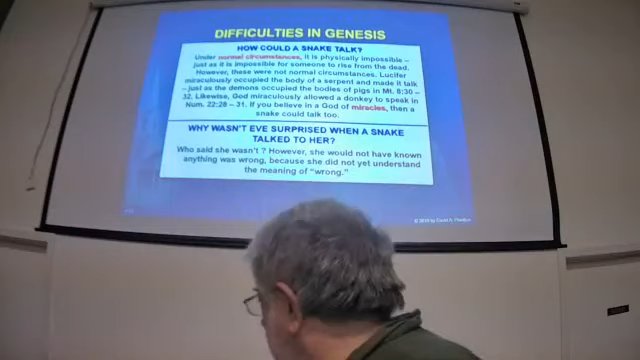 DIFFICULTIES IN GENESIS
HOW COULD A SNAKE TALK?
Under normal circumstances, it is physically impossible –
just as it is impossible for someone to rise from the dead.
However, these were not normal circumstances. Lucifer
miraculously occupied the body of a serpent and made it talk
– just as the demons occupied the bodies of pigs in Mt. 8:30 –
32. Likewise, God miraculously allowed a donkey to speak in
Num. 22:28 – 31. If you believe in a God of miracles, then a
snake could talk too.
WHY WASN'T EVE SURPRISED WHEN A SNAKE
TALKED TO HER?
Who said she wasn't ? However, she would not have known
anything was wrong, because she did not yet understand
the meaning of "wrong."